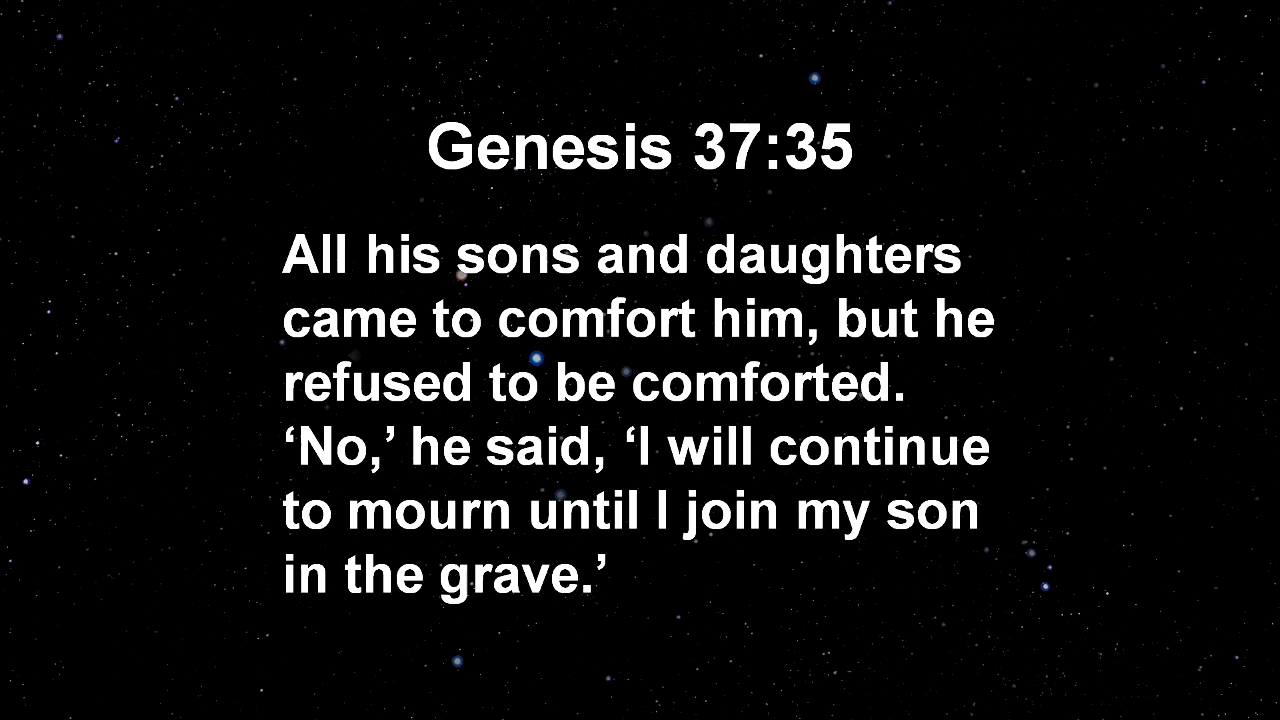 Genesis 37:35
All his sons and daughters
came to comfort him, but he
refused to be comforted.
‘No,’ he said, ‘I will continue
to mourn until I join my son
in the grave.’